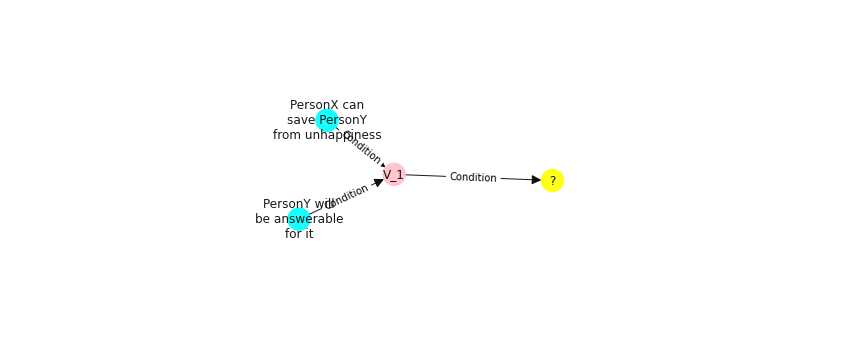 PersonX can
save PersonY
from unhappiness
Condition
V_1
Condition
?
Condition
PersonY will
be answerable
for it